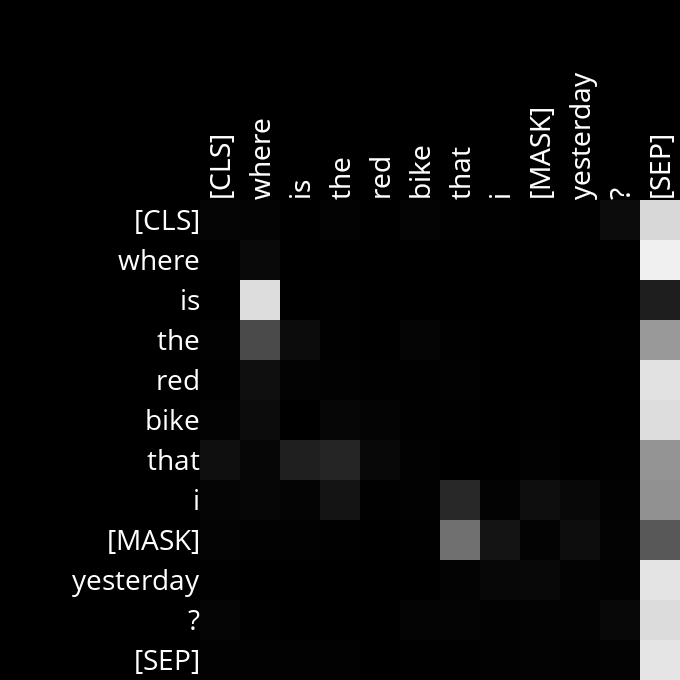 [CLS] where is the red bike that i [MASK] yesterday ? [SEP]
[CLS]
where
is
the
red
bike
that
i
[MASK]
yesterday
?
[SEP]